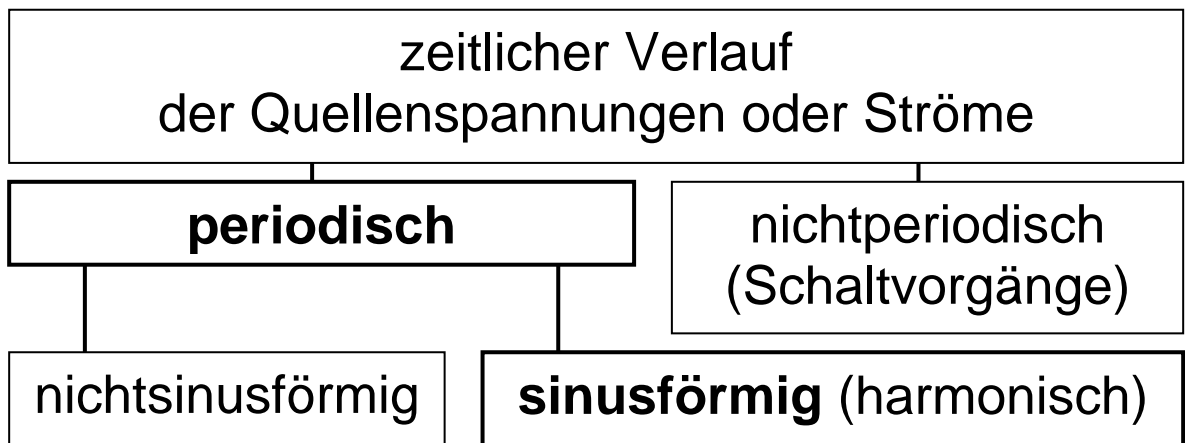 zeitlicher Verlauf
der Quellenspannungen oder Ströme
periodisch
nichtperiodisch
(Schaltvorgänge)
nichtsinusförmig
sinusförmig (harmonisch)